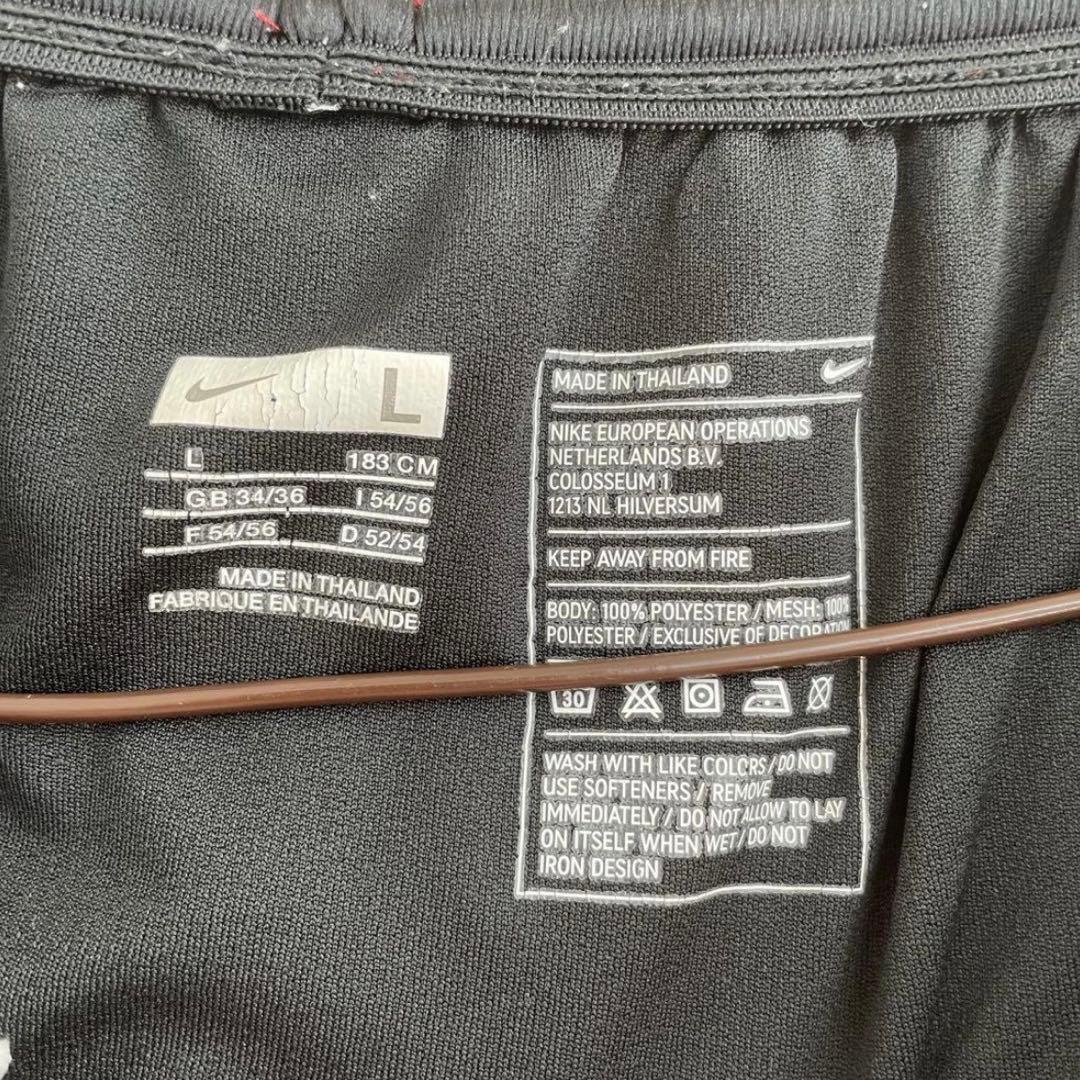 L
L 183 CM
GB 34/36 I 54/56
F 54/56 D 52/54
MADE IN THAILAND
FABRIQUE EN THAILANDE
MADE IN THAILAND
NIKE EUROPEAN OPERATIONS
NETHERLANDS B.V.
COLOSSEUM 1
1213 NL HILVERSUM
KEEP AWAY FROM FIRE
BODY: 100% POLYESTER / MESH: 100%
POLYESTER / EXCLUSIVE OF DECORATION
30
WASH WITH LIKE COLORS / DO NOT
USE SOFTENERS / REMOVE
IMMEDIATELY / DO NOT ALLOW TO LAY
ON ITSELF WHEN WET / DO NOT
IRON DESIGN